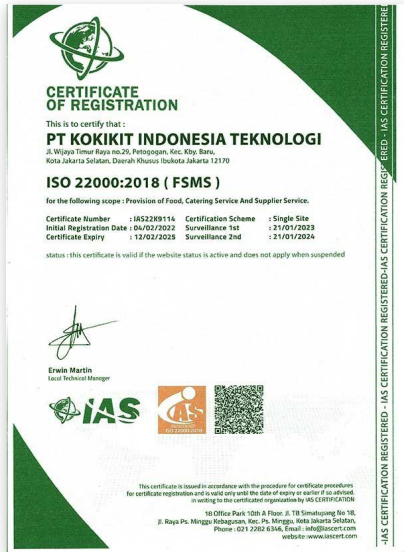 CERTIFICATE
OF REGISTRATION
This is to certify that :
PT KOKIKIT INDONESIA TEKNOLOGI
Jl. Wijaya Timur Raya no.29, Petogogan, Kec. Kby, Baru,
Kota Jakarta Selatan, Daerah Khusus Ibukota Jakarta 12170
ISO 22000:2018 ( FSMS )
for the following scope : Provision of Food, Catering Service And Supplier Service.
Certificate Number : IAS22K9114 Certification Scheme : Single Site
Initial Registration Date : 04/02/2022 Surveillance 1st : 21/01/2023
Certificate Expiry : 12/02/2025 Surveillance 2nd : 21/01/2024
status : this certificate is valid if the website status is active and does not apply when suspended
Erwin Martin
Local Technical Manager
IAS
IAS
ISO 22000:2018
This certificate is issued in accordance with the procedure for certificate procedures
for certificate registration and is valid only until the date of expiry or earlier if so advised.
in writing to the certificated organization by IAS CERTIFICATION
18 Office Park 10th A Floor. Jl. TB Simatupang No 18,
Jl. Raya Ps. Minggu Kebagusan, Kec. Ps. Minggu, Kota Jakarta Selatan,
Phone : 021 2282 6346, Email : info@iascert.com
website :www.iascert.com
-IAS CERTIFICATION REGISTERED - IAS CERTIFICATION REGISTERED-IAS CERTIFICATION REGISTERED - IAS CERTIFICATION REGISTERED